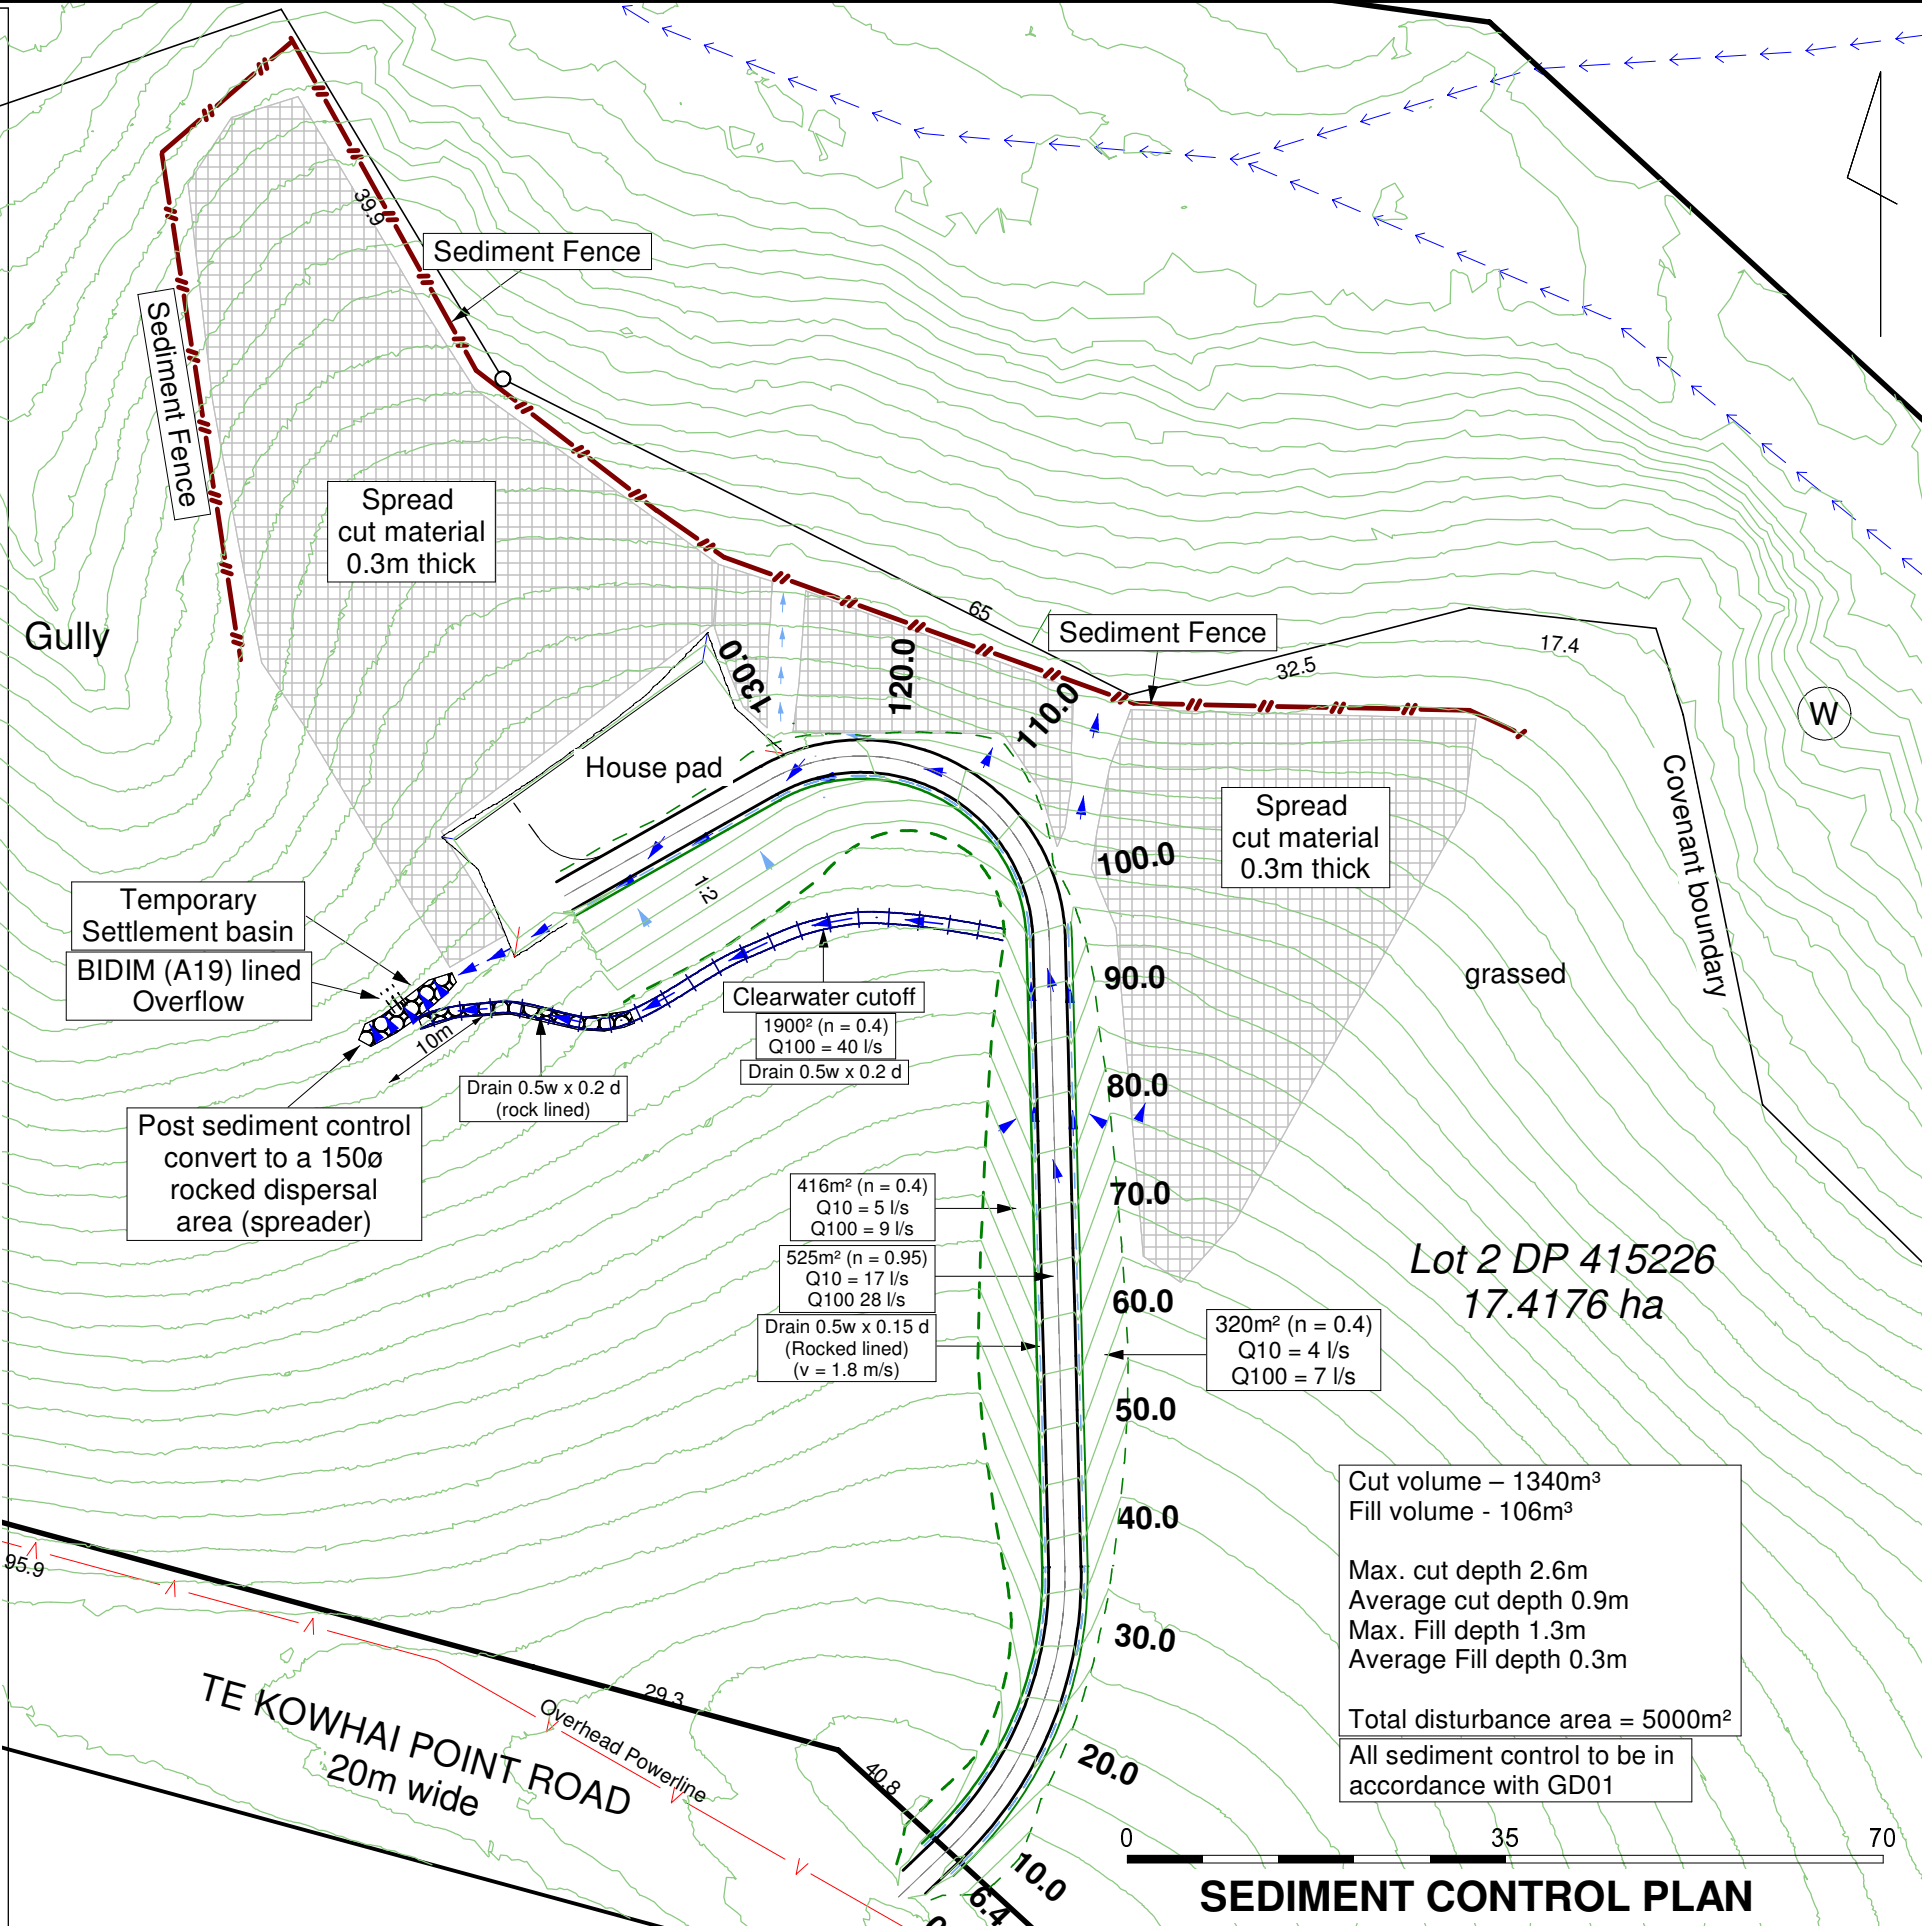 39.9
Sediment Fence
Sediment Fence
Spread
cut material
0.3m thick
Gully
65
Sediment Fence
17.4
32.5
W
130.0
120.0
110.0
House pad
Spread
cut material
0.3m thick
Covenant boundary
100.0
1:2
Temporary
Settlement basin
BIDIM (A19) lined
Overflow
90.0
grassed
Clearwater cutoff
1900² (n = 0.4)
Q100 = 40 l/s
Drain 0.5w x 0.2 d
10m
Drain 0.5w x 0.2 d
(rock lined)
80.0
Post sediment control
convert to a 150ø
rocked dispersal
area (spreader)
70.0
416m² (n = 0.4)
Q10 = 5 l/s
Q100 = 9 l/s
525m² (n = 0.95)
Q10 = 17 l/s
Q100 28 l/s
Drain 0.5w x 0.15 d
(Rocked lined)
(v = 1.8 m/s)
Lot 2 DP 415226
17.4176 ha
60.0
320m² (n = 0.4)
Q10 = 4 l/s
Q100 = 7 l/s
50.0
40.0
30.0
20.0
10.0
6.4
Cut volume – 1340m³
Fill volume - 106m³
Max. cut depth 2.6m
Average cut depth 0.9m
Max. Fill depth 1.3m
Average Fill depth 0.3m
Total disturbance area = 5000m²
All sediment control to be in
accordance with GD01
95.9
29.3
40.8
TE KOWHAI POINT ROAD
20m wide
Overhead Powerline
0 35 70
SEDIMENT CONTROL PLAN